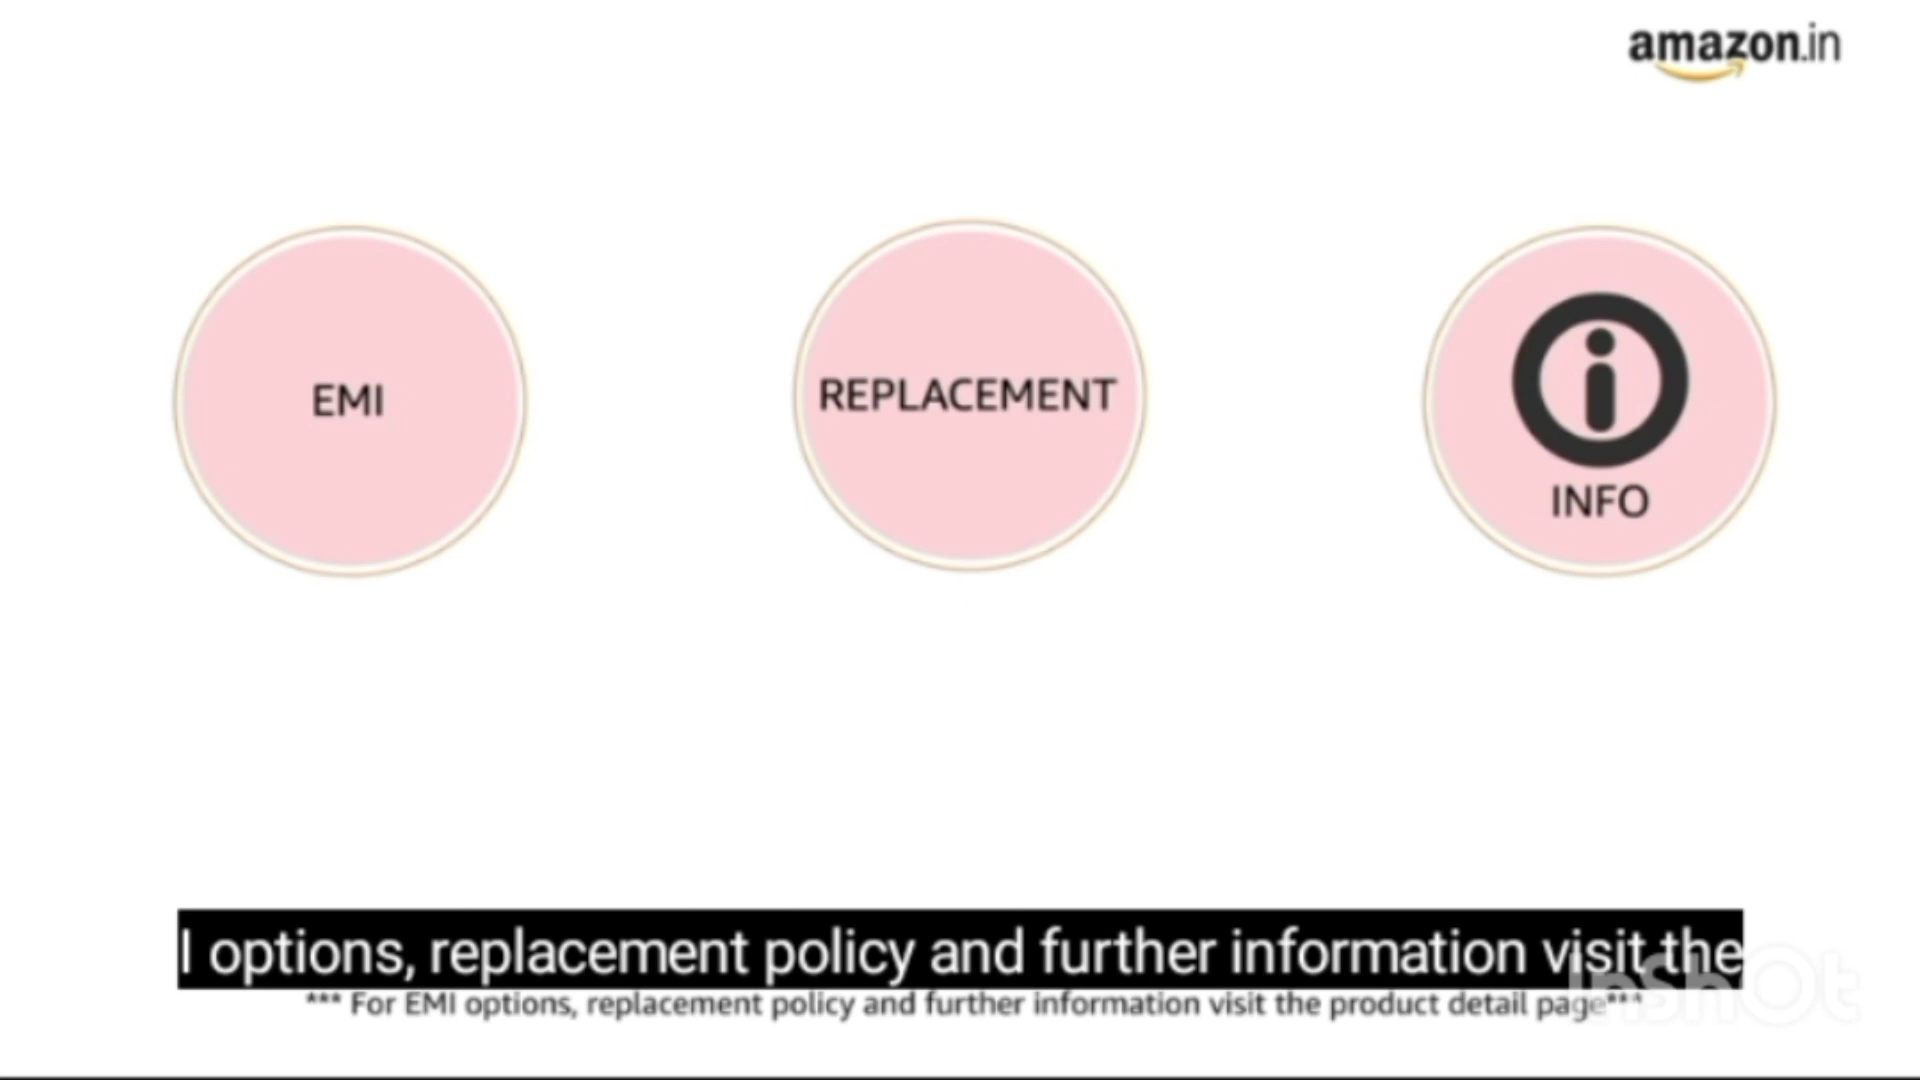 amazon.in
EMI
REPLACEMENT
i
INFO
I options, replacement policy and further information visit the
*** For EMI options, replacement policy and further information visit the product detail page***
InShOt